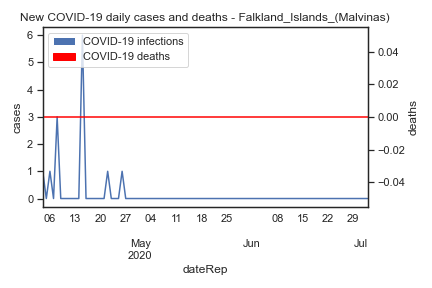 New COVID-19 daily cases and deaths - Falkland_Islands_(Malvinas)
COVID-19 infections
COVID-19 deaths
6
5
4
3
2
1
0
cases
0.04
0.02
0.00
−0.02
−0.04
deaths
06 13 20 27 04 11 18 25 08 15 22 29
May Jun Jul
2020
dateRep